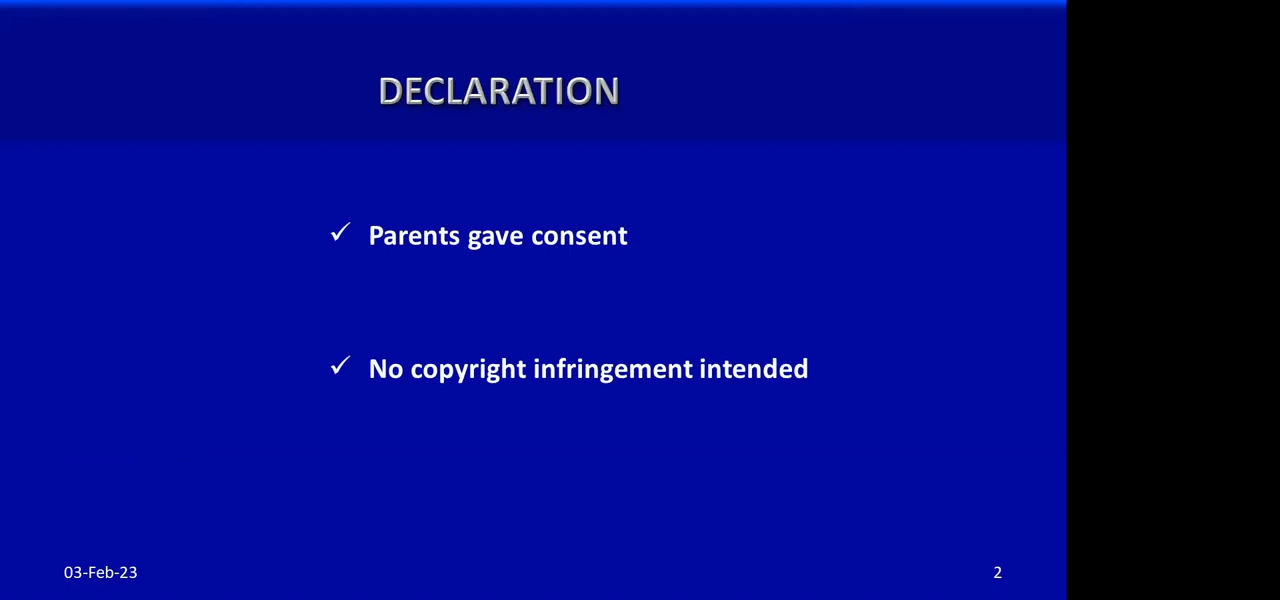 DECLARATION
✓ Parents gave consent
✓ No copyright infringement intended
03-Feb-23
2